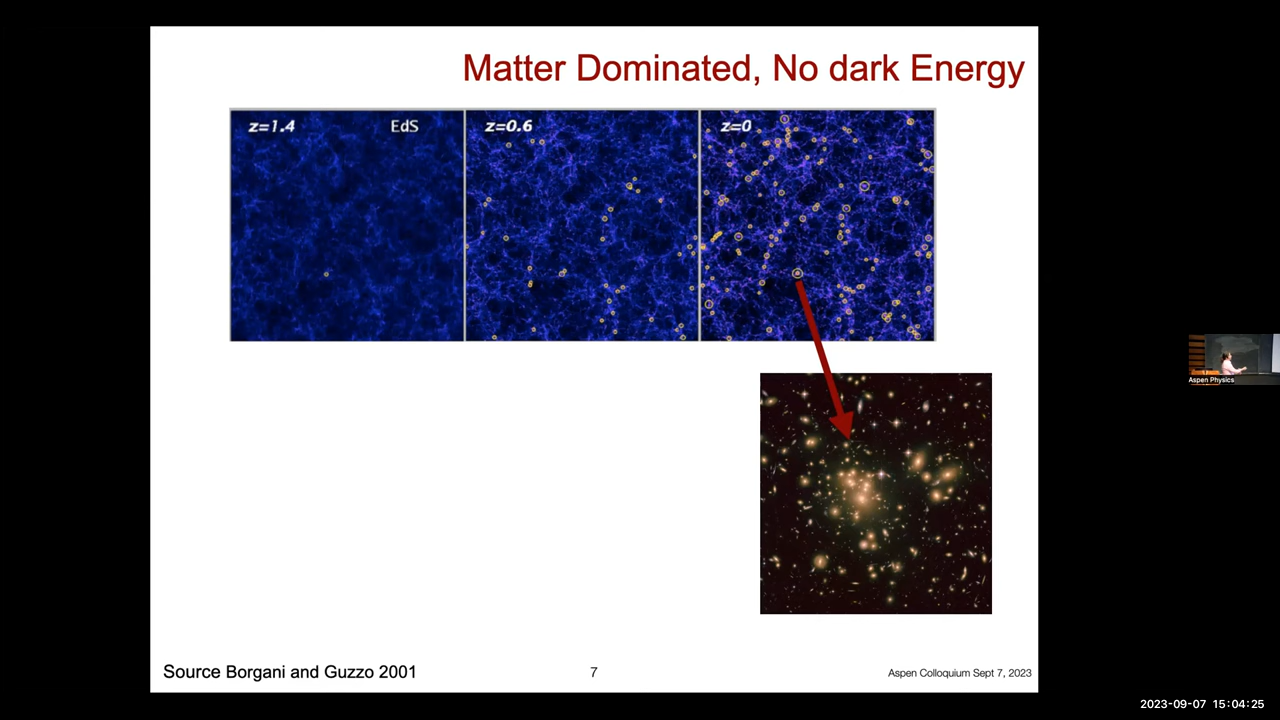 Matter Dominated, No dark Energy
z=1.4
EdS
z=0.6
z=0
Aspen Physics
Source Borgani and Guzzo 2001
7
Aspen Colloquium Sept 7, 2023
2023-09-07 15:04:25